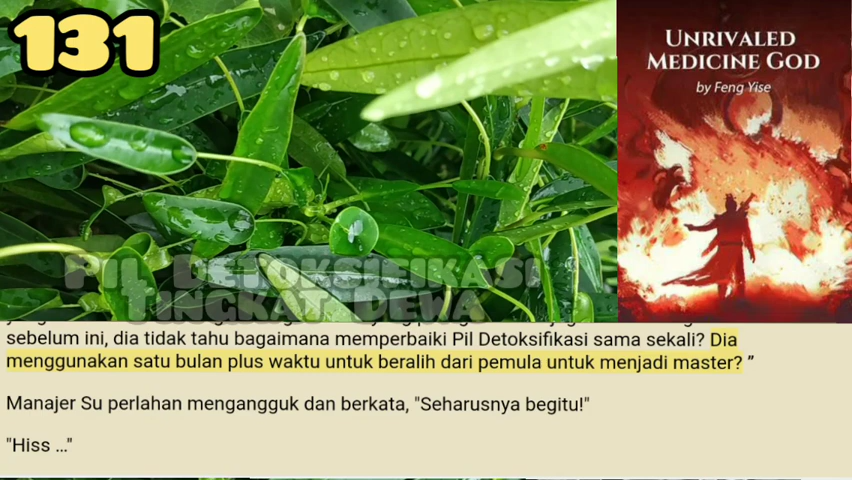 131
UNRIVALED
MEDICINE GOD
by Feng Yise
PIL DETOKSIFIKASI
TINGKAT DEWA
sebelum ini, dia tidak tahu bagaimana memperbaiki Pil Detoksifikasi sama sekali? Dia
menggunakan satu bulan plus waktu untuk beralih dari pemula untuk menjadi master? ”
Manajer Su perlahan mengangguk dan berkata, "Seharusnya begitu!"
"Hiss ..."